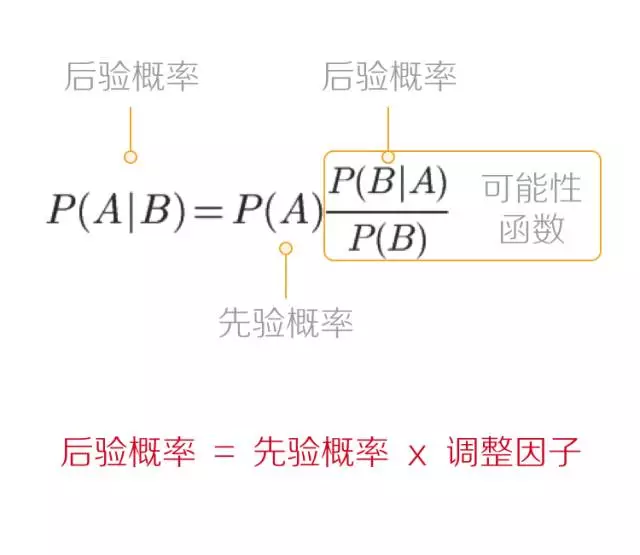 后验概率 后验概率
P(A|B) = P(A) P(B|A) / P(B) 可能性
函数
先验概率
后验概率 = 先验概率 x 调整因子